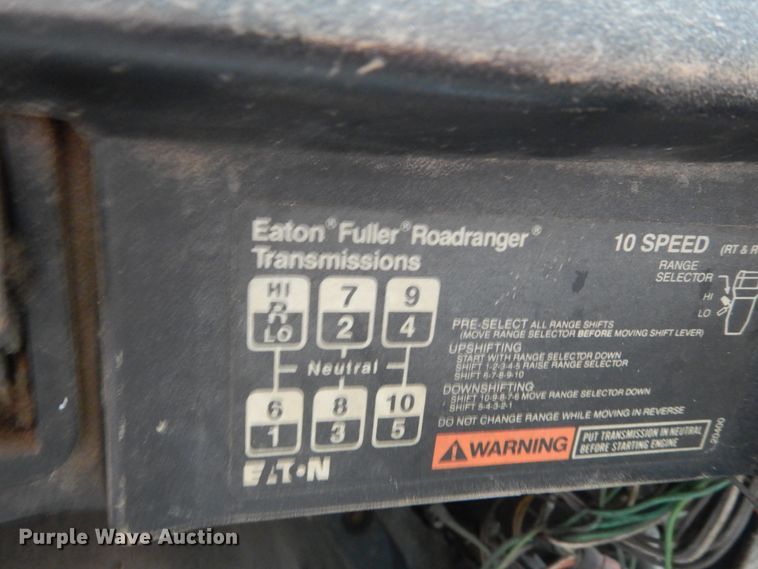 Eaton® Fuller® Roadranger®
Transmissions
10 SPEED (RT & R
RANGE
SELECTOR
HI
LO
HI 7 9
R
LO 2 4
Neutral
6 8 10
1 3 5
EATON
PRE-SELECT ALL RANGE SHIFTS
(MOVE RANGE SELECTOR BEFORE MOVING SHIFT LEVER)
UPSHIFTING
START WITH RANGE SELECTOR DOWN
SHIFT 1-2-3-4-5 RAISE RANGE SELECTOR
SHIFT 6-7-8-9-10
DOWNSHIFTING
SHIFT 10-9-8-7-6 MOVE RANGE SELECTOR DOWN
SHIFT 5-4-3-2-1
DO NOT CHANGE RANGE WHILE MOVING IN REVERSE
WARNING
PUT TRANSMISSION IN NEUTRAL
BEFORE STARTING ENGINE
20400
Purple Wave Auction